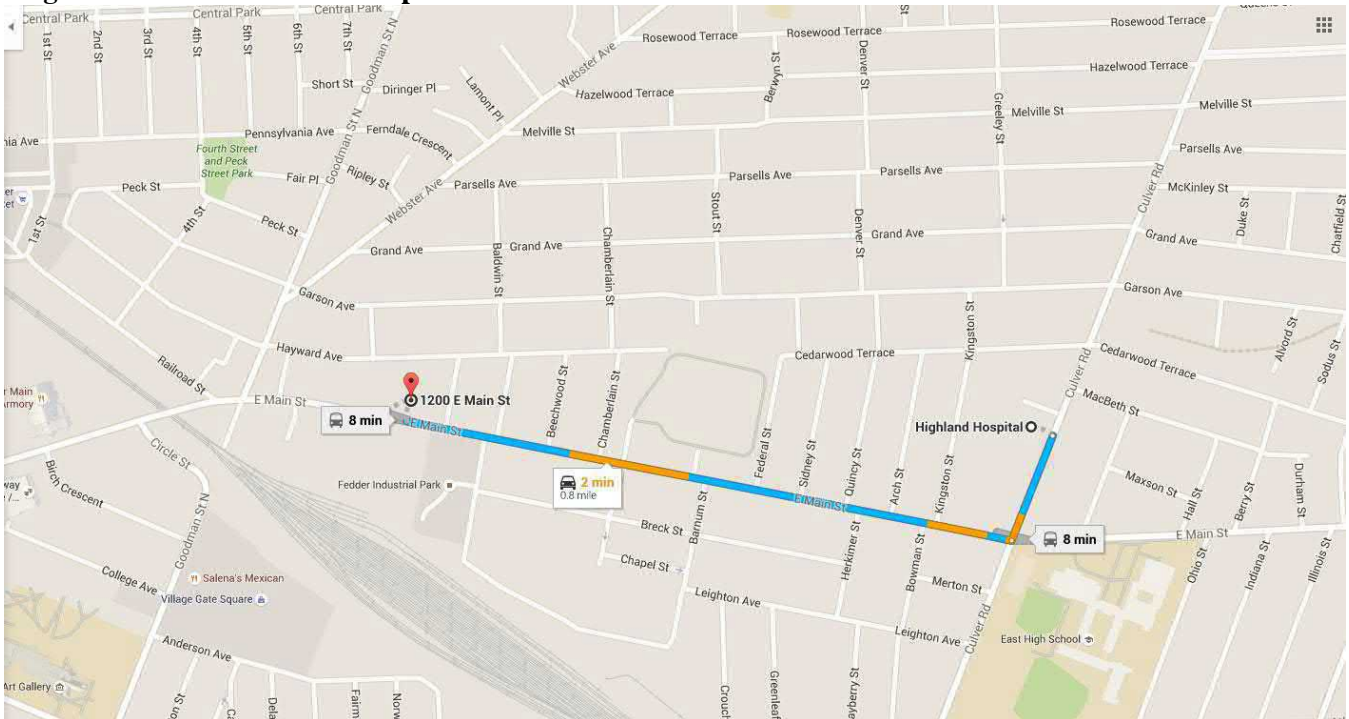 Central Park
Central Park
Central Park
1st St
2nd St
3rd St
4th St
5th St
6th St
7th St
Goodman St N
Webster Ave
Rosewood Terrace
Rosewood Terrace
Rosewood Terrace
Berwyn St
Denver St
Greeley St
Culver Rd
Hazelwood Terrace
Hazelwood Terrace
Short St
Diringer Pl
Lamont Pl
Melville St
Melville St
Melville St
Pennsylvania Ave
Ferndale Crescent
Goodman St N
Fourth Street
and Peck
Street Park
Fair Pl
Ripley St
Parsells Ave
Parsells Ave
Parsells Ave
Parsells Ave
Peck St
Peck St
4th St
1st St
Webster Ave
McKinley St
Duke St
Chatfield St
Culver Rd
Stout St
Denver St
Grand Ave
Grand Ave
Grand Ave
Grand Ave
Baldwin St
Chamberlain St
Garson Ave
Garson Ave
Kingston St
Hayward Ave
Cedarwood Terrace
Cedarwood Terrace
Alvord St
Sodus St
Railroad St
Culver Rd
MacBeth St
E Main St
1200 E Main St
8 min
E Main St
Beechwood St
Chamberlain St
Highland Hospital
Circle St
Birch Crescent
Goodman St N
Fedder Industrial Park
2 min
0.8 mile
Federal St
Sidney St
Quincy St
Arch St
Kingston St
E Main St
Maxson St
Hall St
Berry St
Durham St
8 min
E Main St
Breck St
Barnum St
Chapel St
Herkimer St
Bowman St
Merton St
Ohio St
Indiana St
Illinois St
College Ave
Salena's Mexican
Village Gate Square
Leighton Ave
Leighton Ave
Culver Rd
East High School
Anderson Ave
Art Gallery
Greenleaf